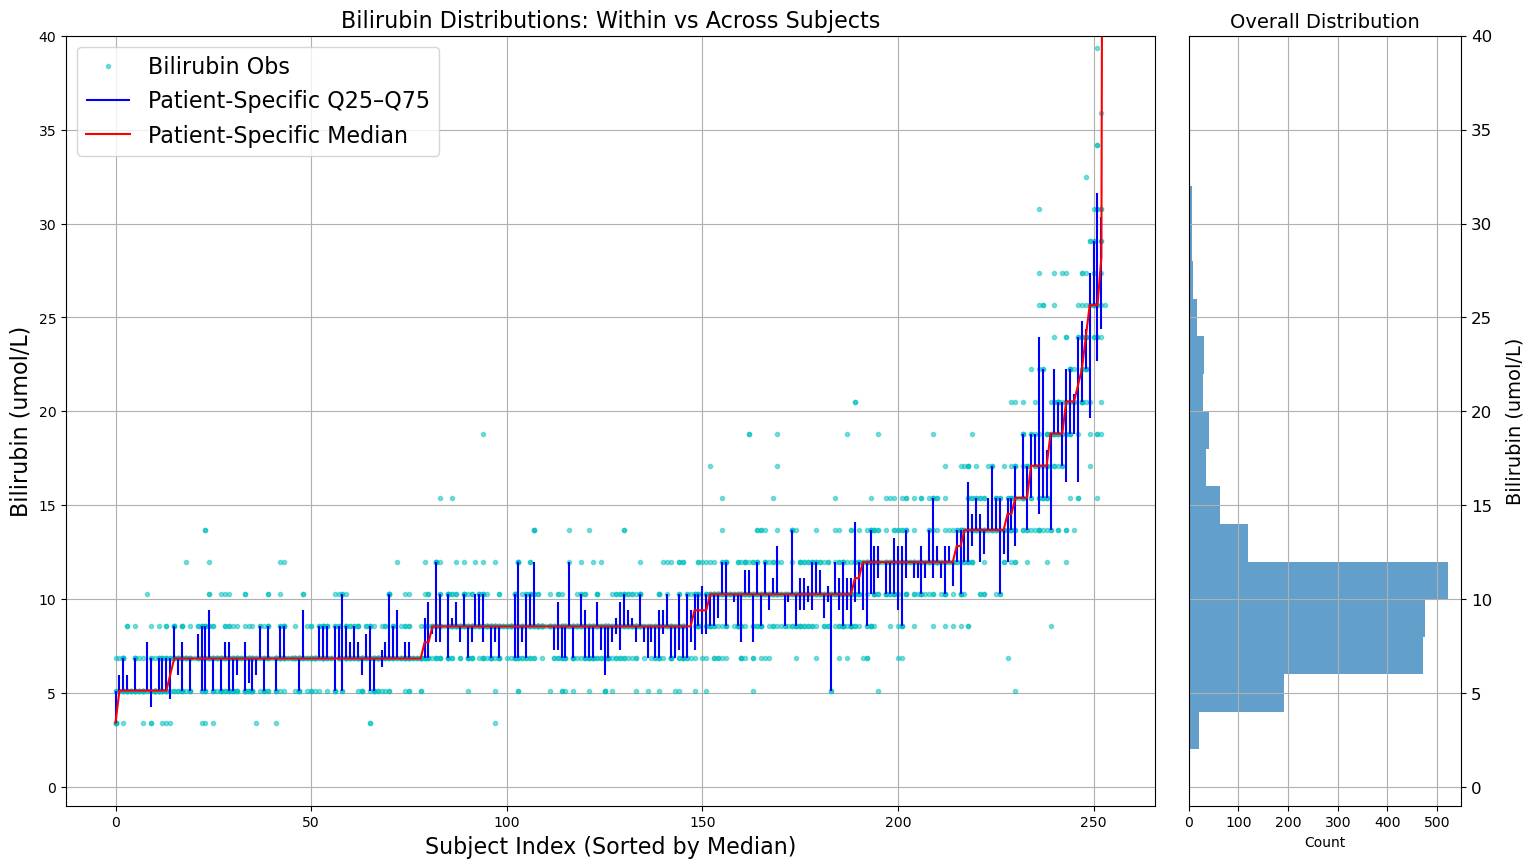 Bilirubin Distributions: Within vs Across Subjects
Bilirubin Obs
Patient-Specific Q25–Q75
Patient-Specific Median
40
35
30
25
20
15
10
5
0
Bilirubin (umol/L)
0 50 100 150 200 250
Subject Index (Sorted by Median)
Overall Distribution
40
35
30
25
20
15
10
5
0
Bilirubin (umol/L)
0 100 200 300 400 500
Count